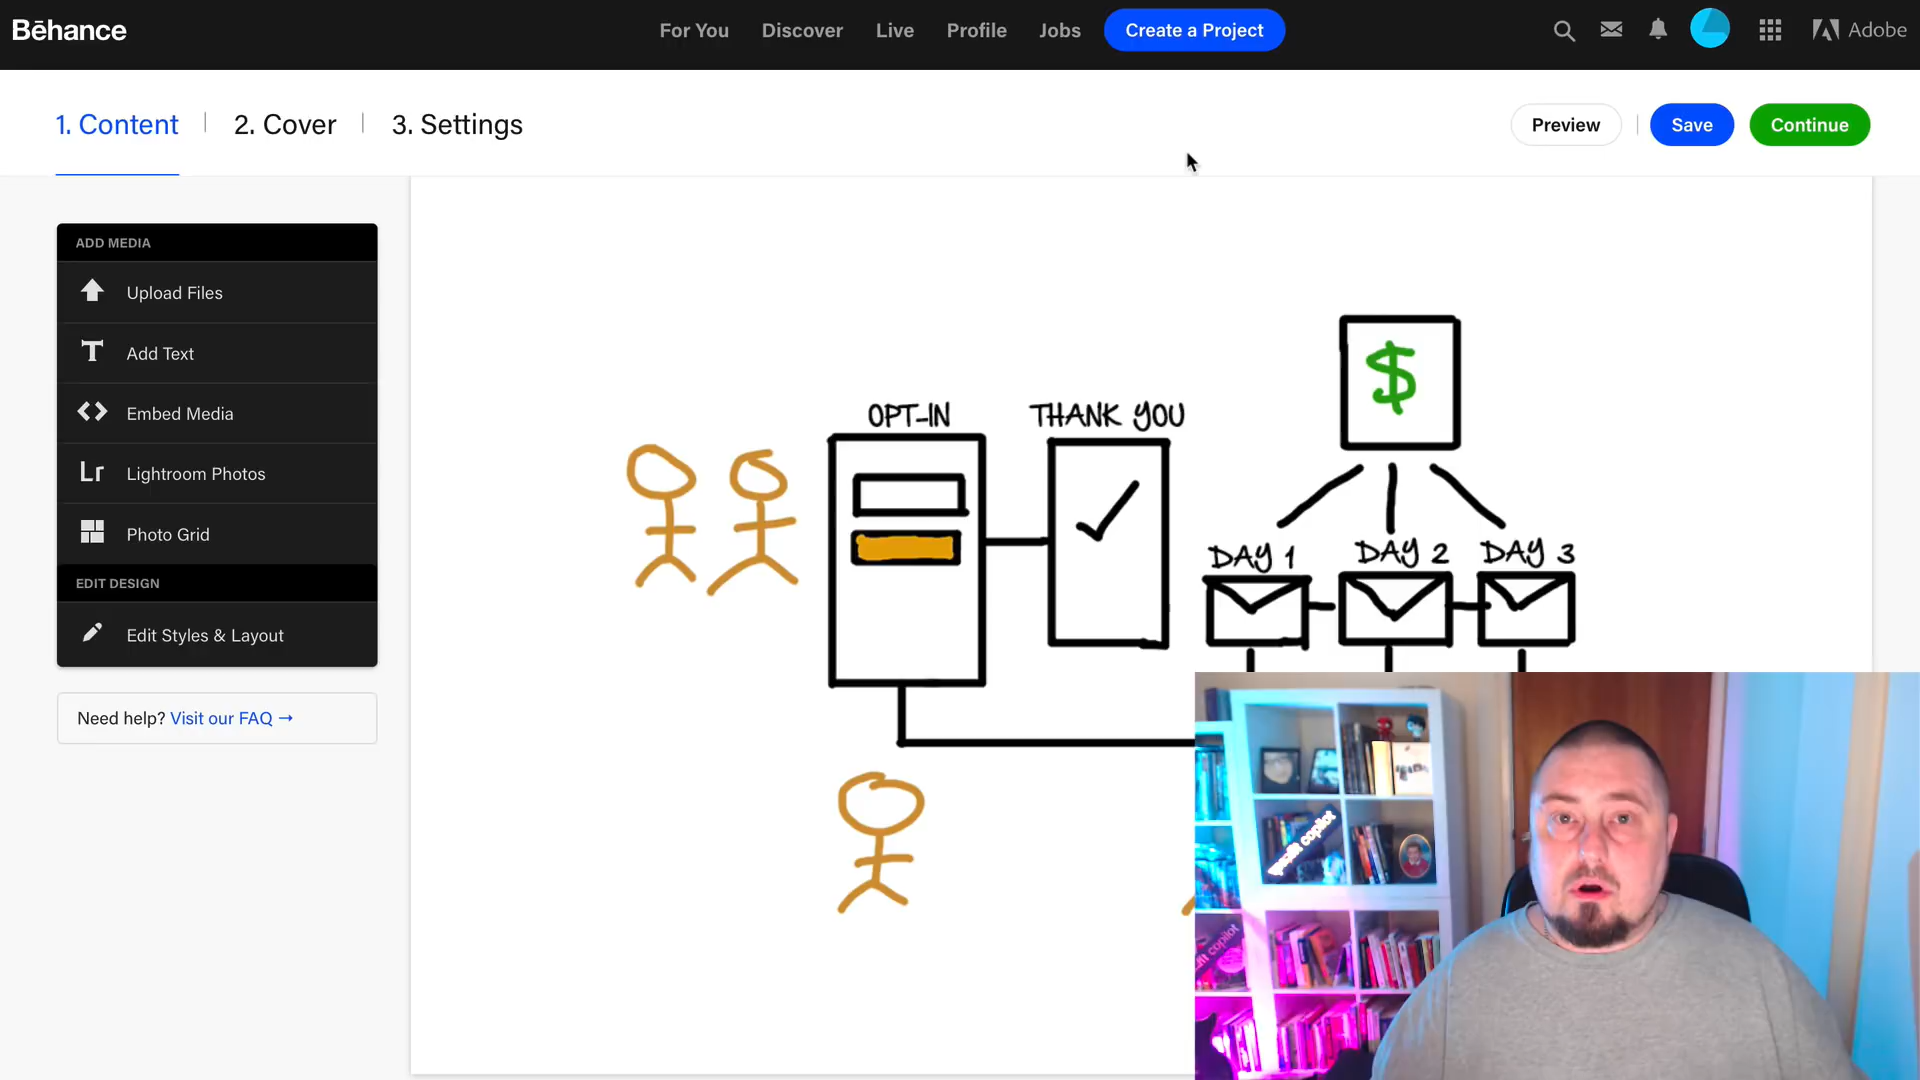 Bēhance
For You
Discover
Live
Profile
Jobs
Create a Project
Adobe
1. Content
2. Cover
3. Settings
Preview
Save
Continue
ADD MEDIA
Upload Files
Add Text
Embed Media
Lr
Lightroom Photos
Photo Grid
EDIT DESIGN
Edit Styles & Layout
Need help? Visit our FAQ →
OPT-IN
THANK YOU
$
DAY 1
DAY 2
DAY 3
copilot
copilot